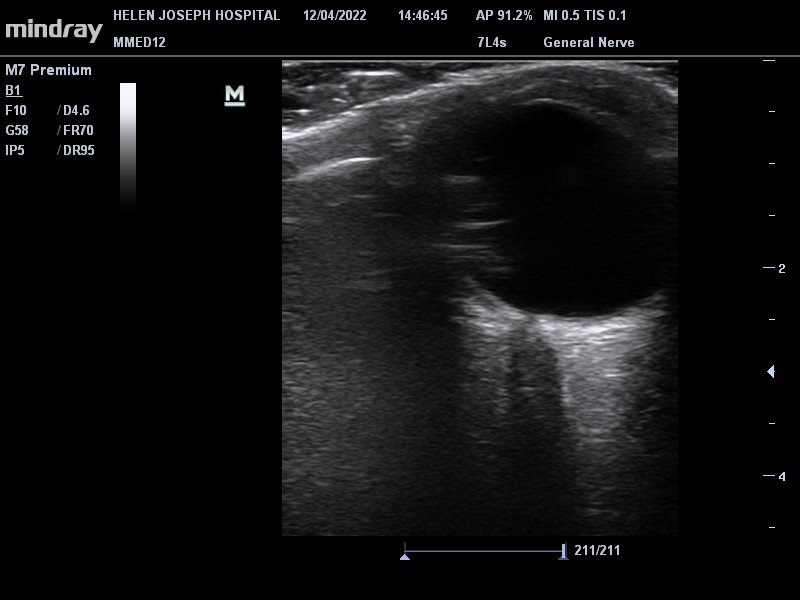 mindray
HELEN JOSEPH HOSPITAL 12/04/2022 14:46:45 AP 91.2% MI 0.5 TIS 0.1
MMED12 7L4s General Nerve
M7 Premium
B1
F10 /D4.6
G58 /FR70
IP5 /DR95
M
2
4
211/211